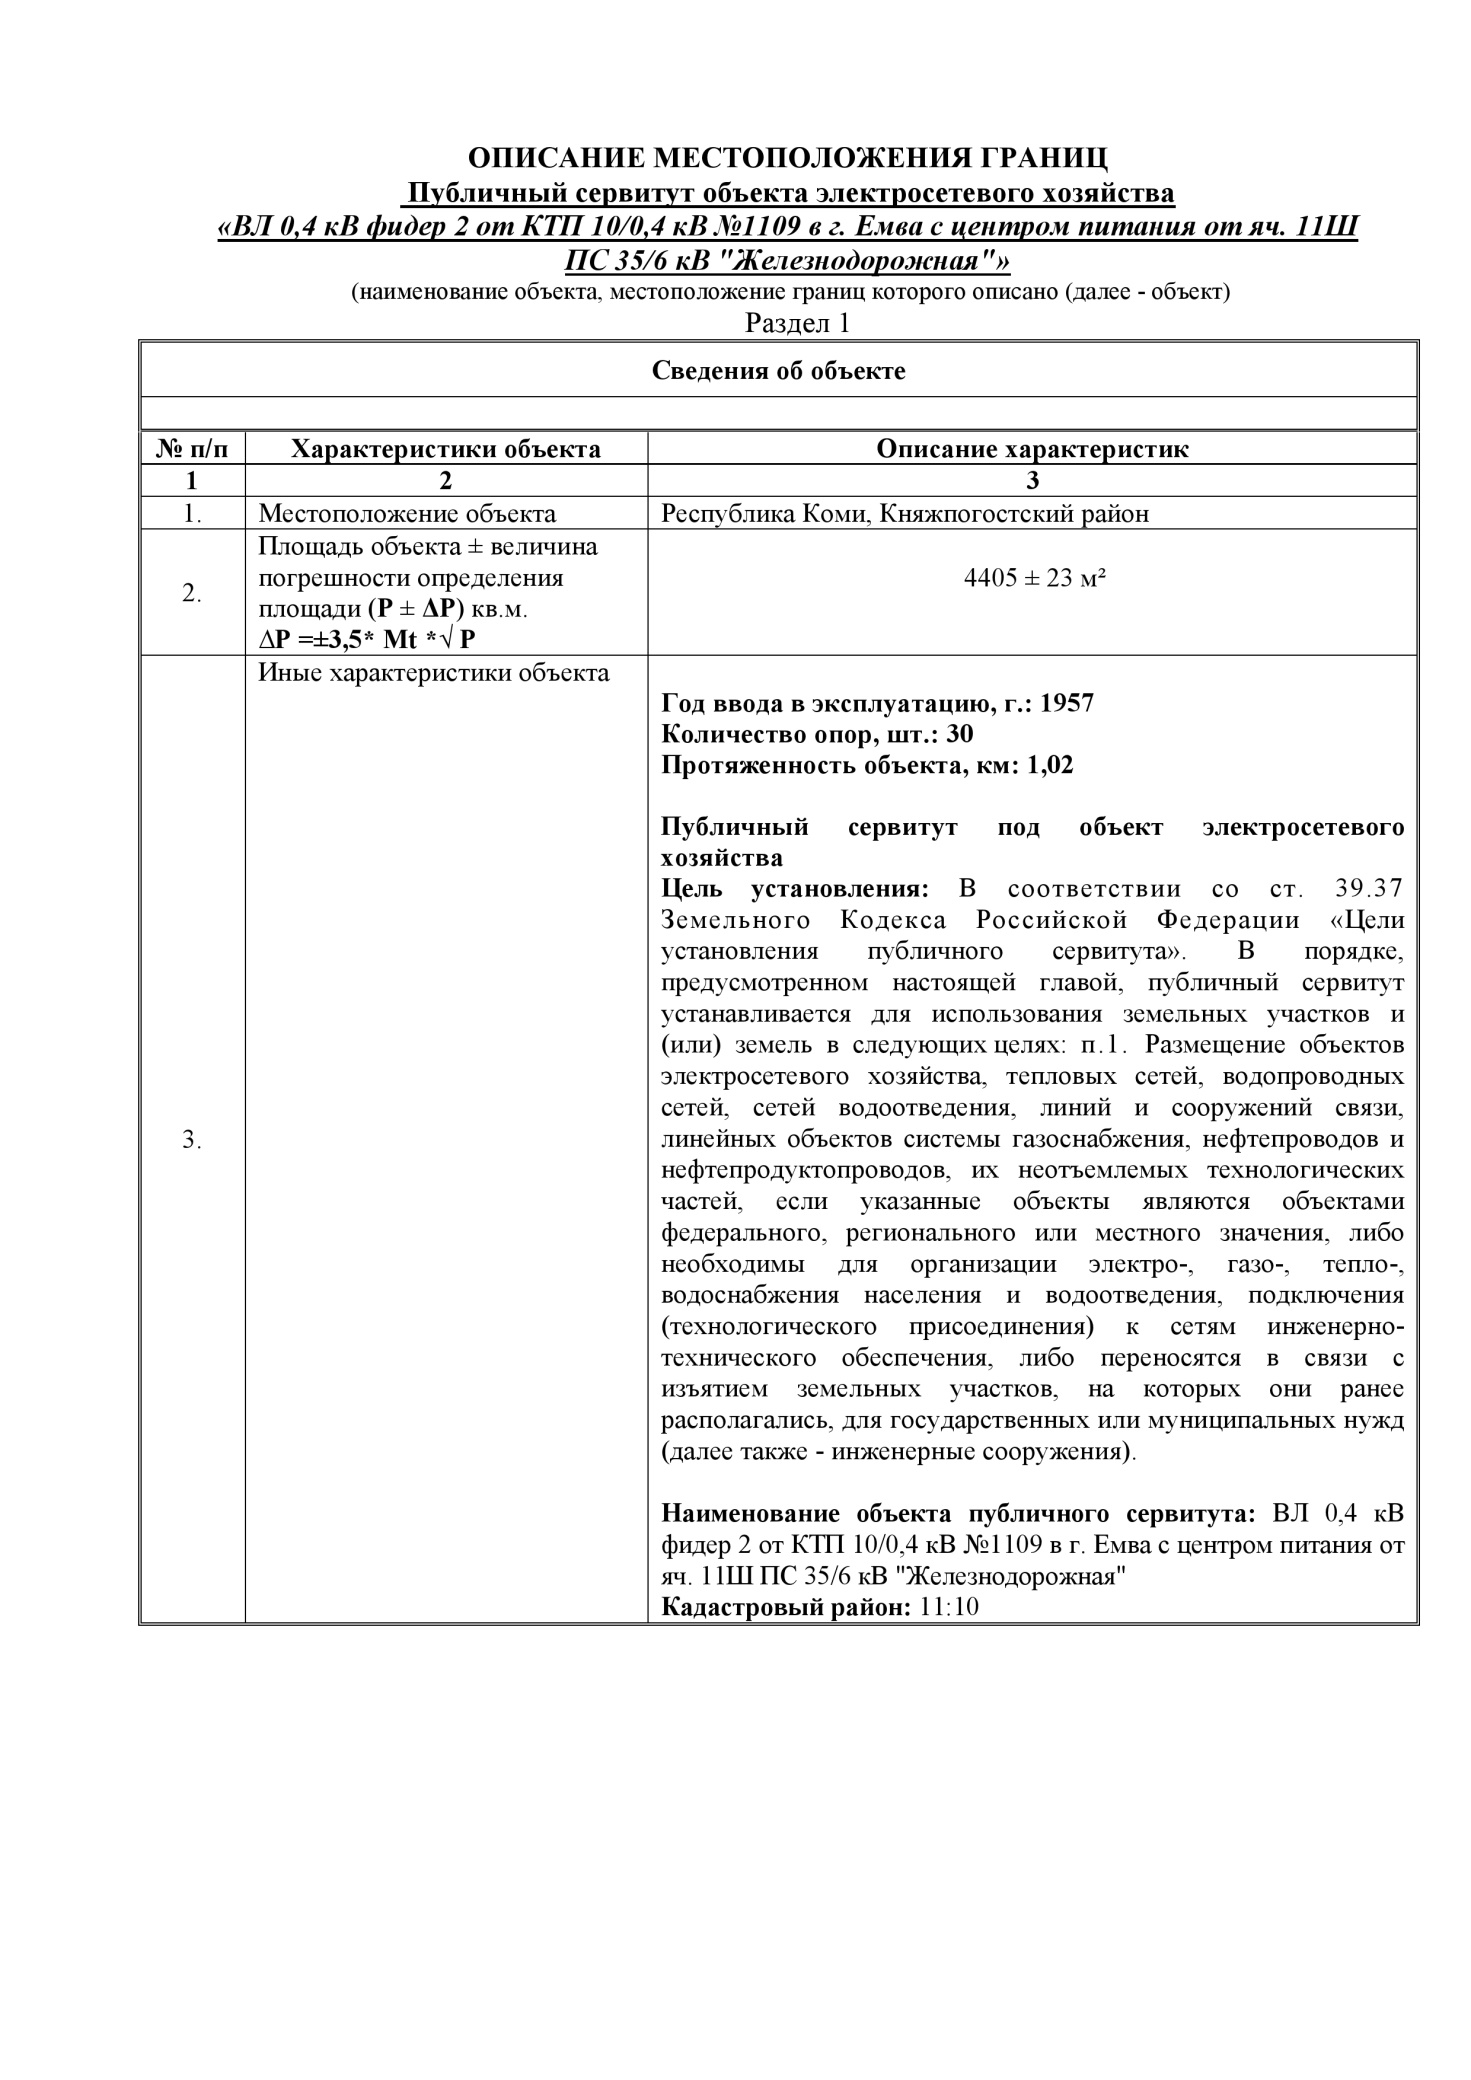 ОПИСАНИЕ МЕСТОПОЛОЖЕНИЯ ГРАНИЦ
Публичный сервитут объекта электросетевого хозяйства
«ВЛ 0,4 кВ фидер 2 от КТП 10/0,4 кВ №1109 в г. Емва с центром питания от яч. 11Ш
ПС 35/6 кВ "Железнодорожная"»
(наименование объекта, местоположение границ которого описано (далее - объект)
Раздел 1
Сведения об объекте
№ п/п Характеристики объекта Описание характеристик
1 2 3
1. Местоположение объекта Республика Коми, Княжпогостский район
Площадь объекта ± величина
погрешности определения
площади (P ± ΔP) кв.м.
ΔP =±3,5* Mt *√ P
2.
4405 ± 23 м²
3.
Иные характеристики объекта
Год ввода в эксплуатацию, г.: 1957
Количество опор, шт.: 30
Протяженность объекта, км: 1,02
Публичный сервитут под объект электросетевого
хозяйства
Цель установления: В соответствии со ст. 39.37
Земельного Кодекса Российской Федерации «Цели
установления публичного сервитута». В порядке,
предусмотренном настоящей главой, публичный сервитут
устанавливается для использования земельных участков и
(или) земель в следующих целях: п.1. Размещение объектов
электросетевого хозяйства, тепловых сетей, водопроводных
сетей, сетей водоотведения, линий и сооружений связи,
линейных объектов системы газоснабжения, нефтепроводов и
нефтепродуктопроводов, их неотъемлемых технологических
частей, если указанные объекты являются объектами
федерального, регионального или местного значения, либо
необходимы для организации электро-, газо-, тепло-,
водоснабжения населения и водоотведения, подключения
(технологического присоединения) к сетям инженерно-
технического обеспечения, либо переносятся в связи с
изъятием земельных участков, на которых они ранее
располагались, для государственных или муниципальных нужд
(далее также - инженерные сооружения).
Наименование объекта публичного сервитута: ВЛ 0,4 кВ
фидер 2 от КТП 10/0,4 кВ №1109 в г. Емва с центром питания от
яч. 11Ш ПС 35/6 кВ "Железнодорожная"
Кадастровый район: 11:10